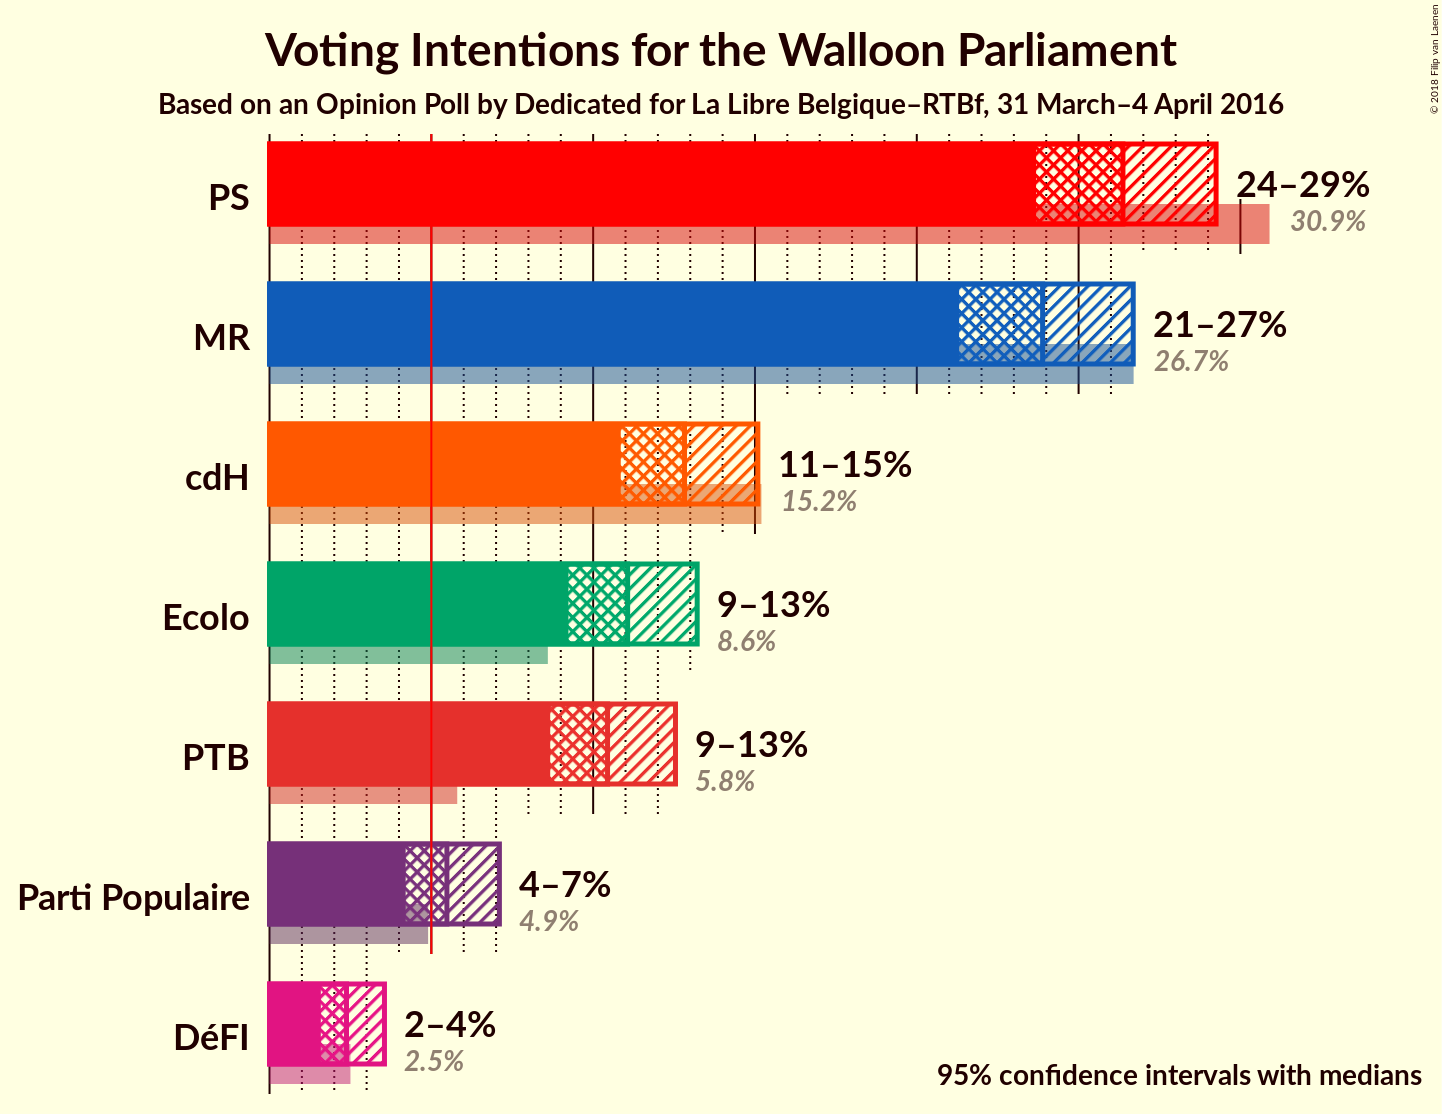 Voting Intentions for the Walloon Parliament
Based on an Opinion Poll by Dedicated for La Libre Belgique–RTBf, 31 March–4 April 2016
© 2018 Filip van Laenen
PS
24–29%
30.9%
MR
21–27%
26.7%
cdH
11–15%
15.2%
Ecolo
9–13%
8.6%
PTB
9–13%
5.8%
Parti Populaire
4–7%
4.9%
DéFI
2–4%
2.5%
95% confidence intervals with medians